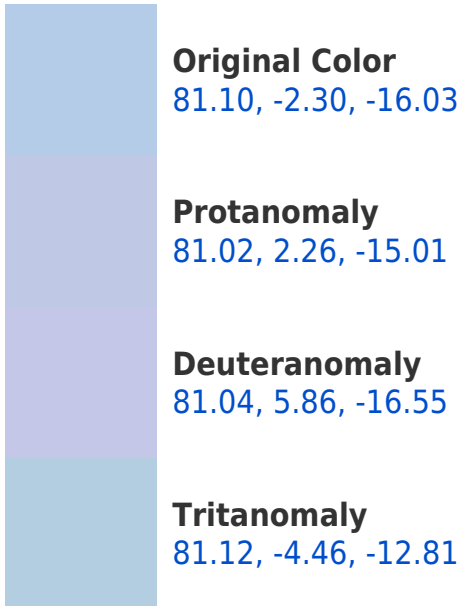 Original Color
81.10, -2.30, -16.03
Protanomaly
81.02, 2.26, -15.01
Deuteranomaly
81.04, 5.86, -16.55
Tritanomaly
81.12, -4.46, -12.81